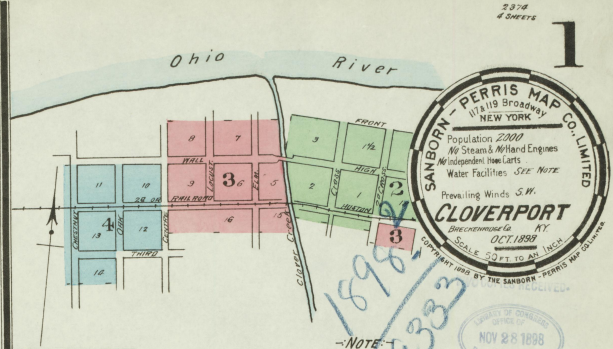 2374
4 SHEETS
1
Ohio River
SANBORN - PERRIS MAP CO., LIMITED
117 & 119 Broadway
NEW YORK
Population 2000
No Steam & No Hand Engines
No Independent Hose Carts
Water Facilities SEE NOTE
Prevailing Winds S.W.
CLOVERPORT
BRECKENRIDGE Co. KY.
OCT. 1898
SCALE 50 FT. TO AN INCH
COPYRIGHT 1898 BY THE SANBORN - PERRIS MAP CO. LIMITED
FRONT
8 7 3
WALL HIGH
11 10 9 3 6 ELM 5 2 1 2
RAILROAD HUSTON
CHESTNUT 4 OAK
13 12 16 15 3
THIRD
10
Clover Creek
1898
NOTE
NOV 28 1898